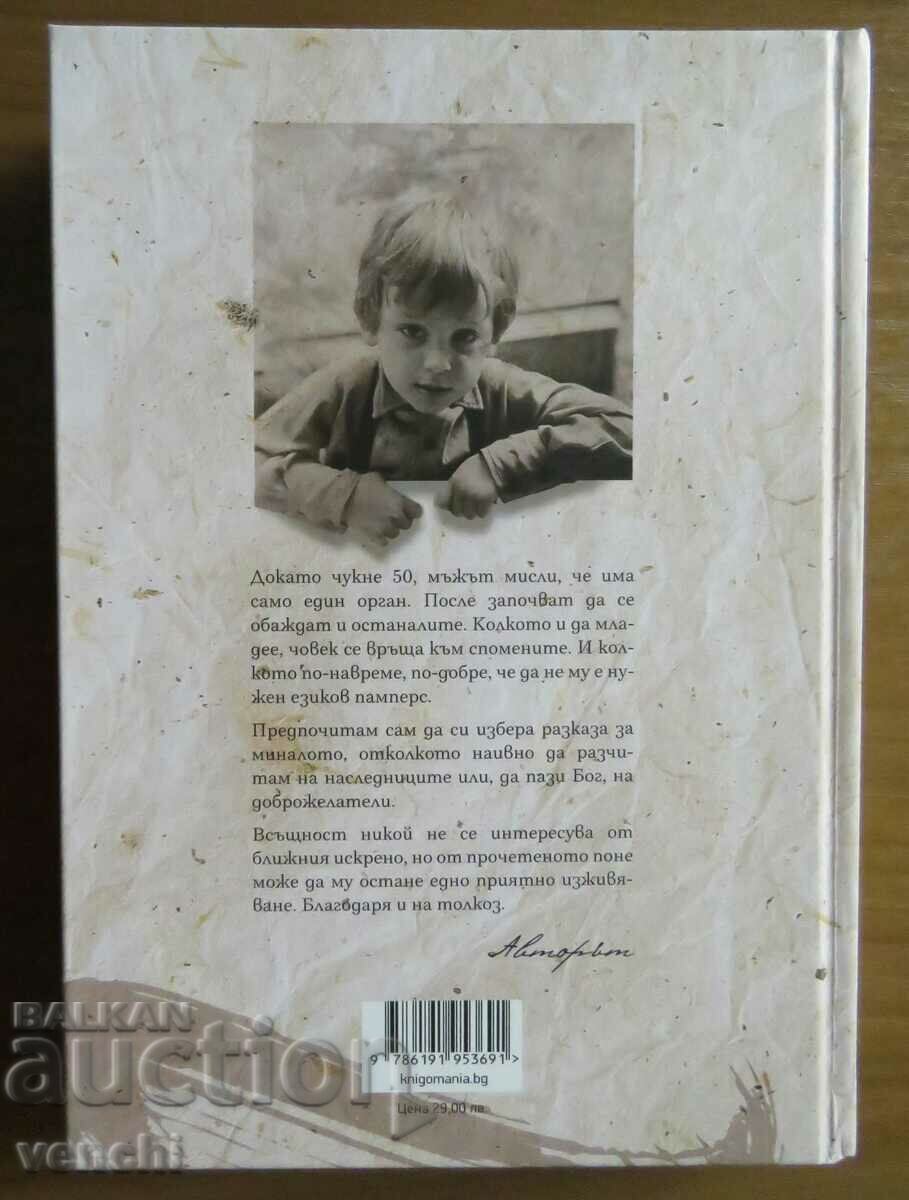 Докато чукне 50, мъжът мисли, че има
само един орган. После започват да се
обаждат и останалите. Колкото и да мла-
дее, човек се връща към спомените. И кол-
кото по-навреме, по-добре, че да не му е ну-
жен езиков памперс.
Предпочитам сам да си избера разказа за
миналото, отколкото наивно да разчи-
там на наследниците или, да пази Бог, на
доброжелатели.
Всъщност никой не се интересува от
ближния искрено, но от прочетеното поне
може да му остане едно приятно изживя-
ване. Благодаря и на толкоз.
Авторът
9 786191 953691 >
knigomania.bg
Цена 29,00 лв.
BALKAN
auction
venchi